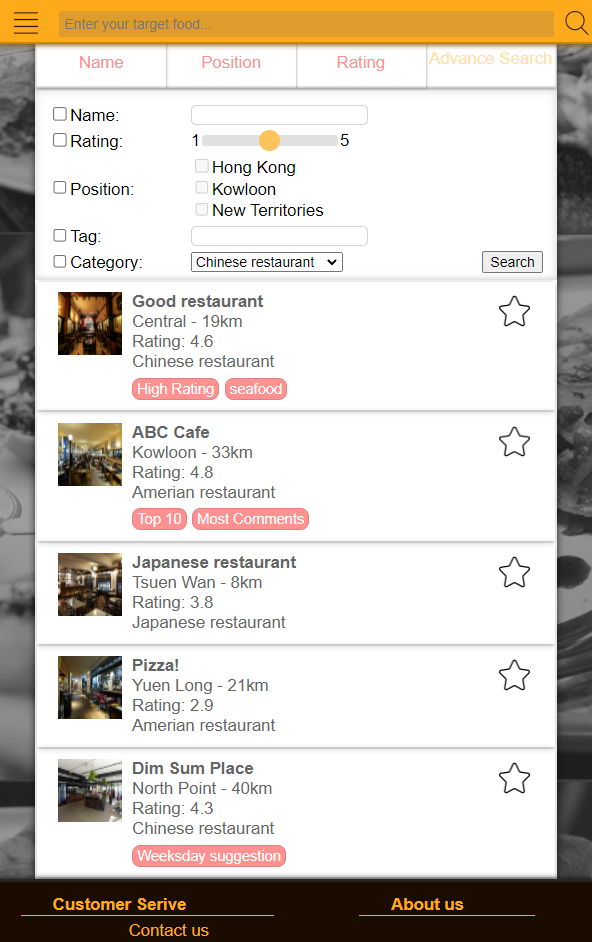 Enter your target food...
Name Position Rating Advance Search
Name:
Rating: 1 5
Hong Kong
Position: Kowloon
New Territories
Tag:
Category: Chinese restaurant Search
Good restaurant
Central - 19km
Rating: 4.6
Chinese restaurant
High Rating seafood
ABC Cafe
Kowloon - 33km
Rating: 4.8
Amerian restaurant
Top 10 Most Comments
Japanese restaurant
Tsuen Wan - 8km
Rating: 3.8
Japanese restaurant
Pizza!
Yuen Long - 21km
Rating: 2.9
Amerian restaurant
Dim Sum Place
North Point - 40km
Rating: 4.3
Chinese restaurant
Weeksday suggestion
Customer Serive About us
Contact us